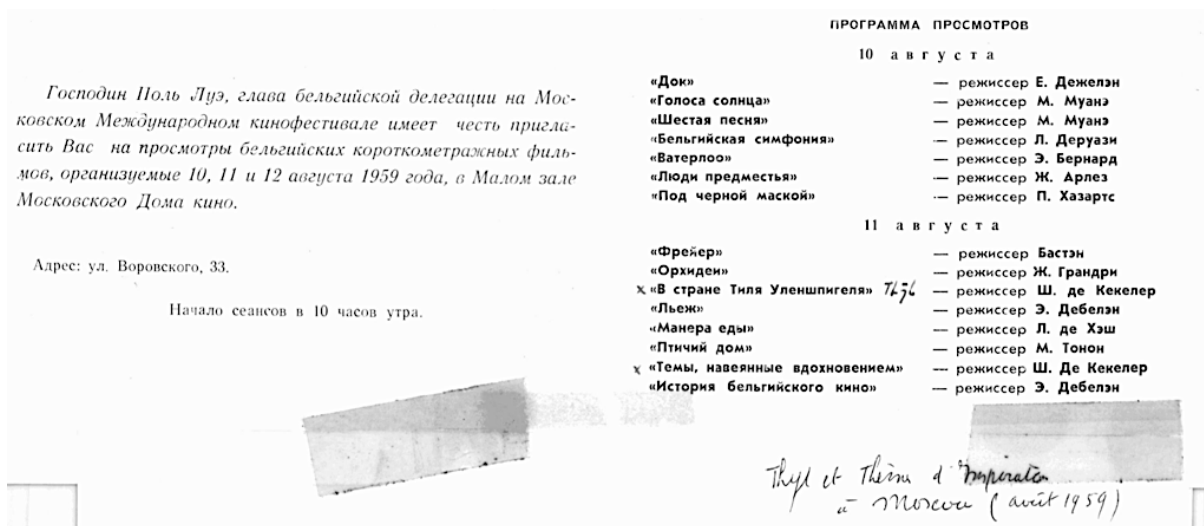 Господин Поль Луэ, глава бельгийской делегации на Мос-
ковском Международном кинофестивале имеет честь пригла-
сить Вас на просмотры бельгийских короткометражных филь-
мов, организуемые 10, 11 и 12 августа 1959 года, в Малом зале
Московского Дома кино.
Адрес: ул. Воровского, 33.
Начало сеансов в 10 часов утра.
ПРОГРАММА ПРОСМОТРОВ
10 августа
«Док» — режиссер Е. Дежелэн
«Голоса солнца» — режиссер М. Муанэ
«Шестая песня» — режиссер М. Муанэ
«Бельгийская симфония» — режиссер Л. Деруази
«Ватерлоо» — режиссер Э. Бернард
«Люди предместья» — режиссер Ж. Арлез
«Под черной маской» — режиссер П. Хазартс
11 августа
«Фрейер» — режиссер Бастэн
«Орхидеи» — режиссер Ж. Грандри
x «В стране Тиля Уленшпигеля» — режиссер Ш. де Кекелер
«Льеж» — режиссер Э. Дебелэн
«Манера еды» — режиссер Л. де Хэш
«Птичий дом» — режиссер М. Тонон
x «Темы, навеянные вдохновением» — режиссер Ш. Де Кекелер
«История бельгийского кино» — режиссер Э. Дебелэн
Thyl et Thème d'Inspiration
à Moscou (août 1959)